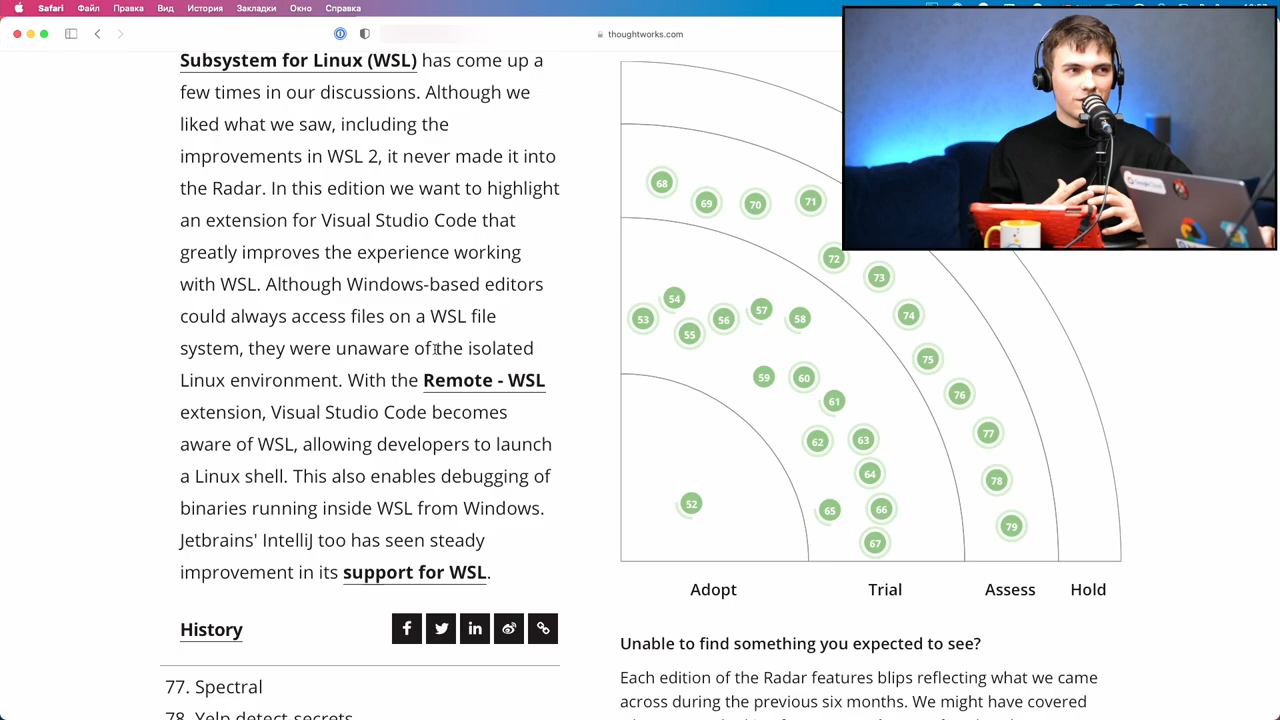 Safari Файл Правка Вид История Закладки Окно Справка
thoughtworks.com
Subsystem for Linux (WSL) has come up a
few times in our discussions. Although we
liked what we saw, including the
improvements in WSL 2, it never made it into
the Radar. In this edition we want to highlight
an extension for Visual Studio Code that
greatly improves the experience working
with WSL. Although Windows-based editors
could always access files on a WSL file
system, they were unaware of the isolated
Linux environment. With the Remote - WSL
extension, Visual Studio Code becomes
aware of WSL, allowing developers to launch
a Linux shell. This also enables debugging of
binaries running inside WSL from Windows.
Jetbrains' IntelliJ too has seen steady
improvement in its support for WSL.
History
77. Spectral
78. Yelp detect-secrets
68
69
70
71
72
73
54
57
53
56
58
74
55
75
59
60
76
61
77
62
63
64
78
52
65
66
79
67
Adopt Trial Assess Hold
Unable to find something you expected to see?
Each edition of the Radar features blips reflecting what we came
across during the previous six months. We might have covered